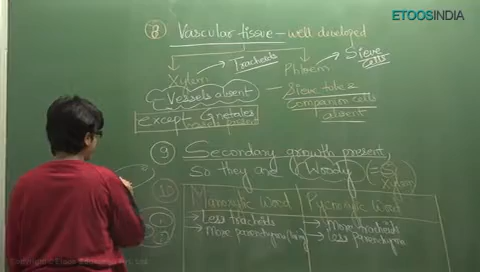 ETOOSINDIA
⑧ Vascular tissue - well developed
Xylem → Tracheids
Phloem → Sieve cells
Vessels absent
Except Gnetales
- Sieve tube &
companion cells
absent
⑨ Secondary growth present,
So they are Woody
Xylem
⑩ Manoxylic Wood
Pycnoxylic Wood
→ Less tracheids
→ More parenchyma
→ More tracheids
→ less parenchyma